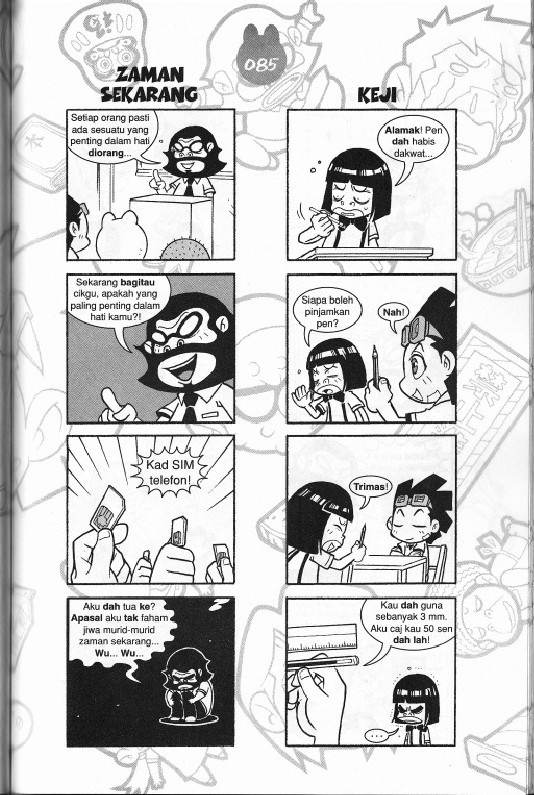 085
ZAMAN
SEKARANG
Setiap orang pasti
ada sesuatu yang
penting dalam hati
diorang...
Sekarang bagitau
cikgu, apakah yang
paling penting dalam
hati kamu?!
Kad SIM
telefon!
Aku dah tua ke?
Apasal aku tak faham
jiwa murid-murid
zaman sekarang...
Wu... Wu...
KEJI
Alamak! Pen
dah habis
dakwat...
Siapa boleh
pinjamkan
pen?
Nah!
Trimas!
Kau dah guna
sebanyak 3 mm.
Aku caj kau 50 sen
dah lah!
...